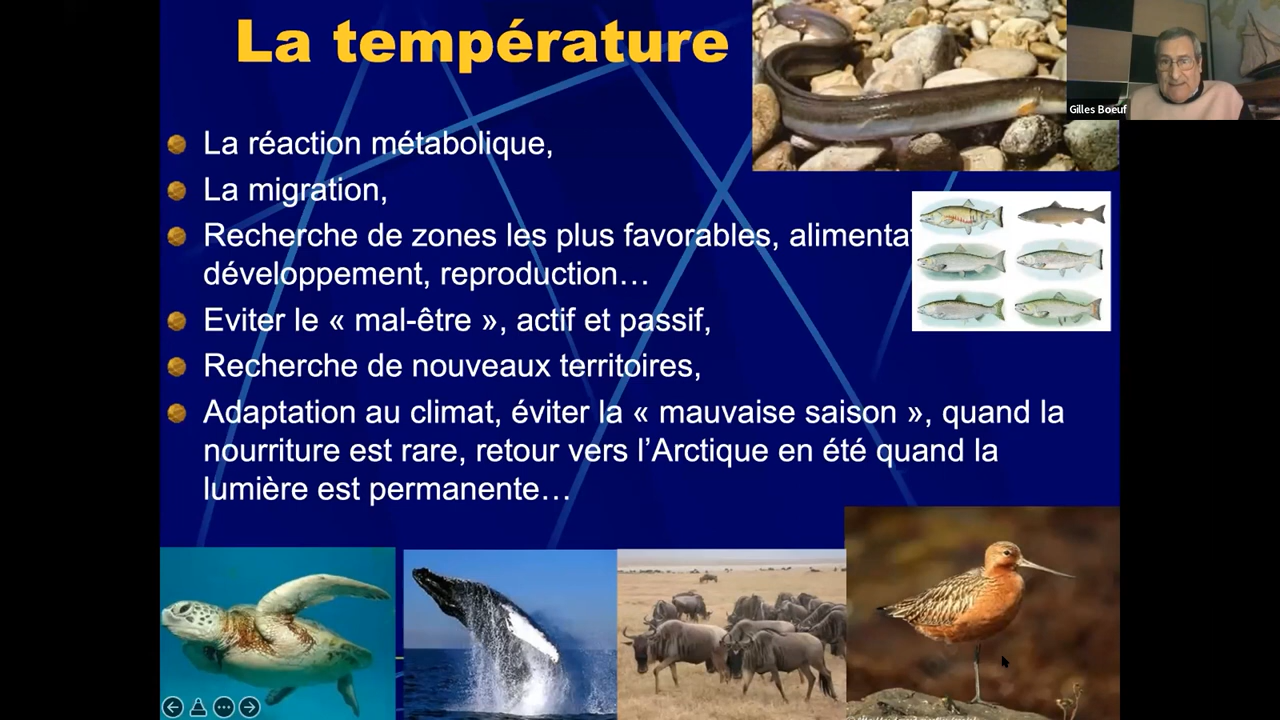 La température
Gilles Boeuf
La réaction métabolique,
La migration,
Recherche de zones les plus favorables, alimenta
développement, reproduction…
Eviter le « mal-être », actif et passif,
Recherche de nouveaux territoires,
Adaptation au climat, éviter la « mauvaise saison », quand la
nourriture est rare, retour vers l’Arctique en été quand la
lumière est permanente…